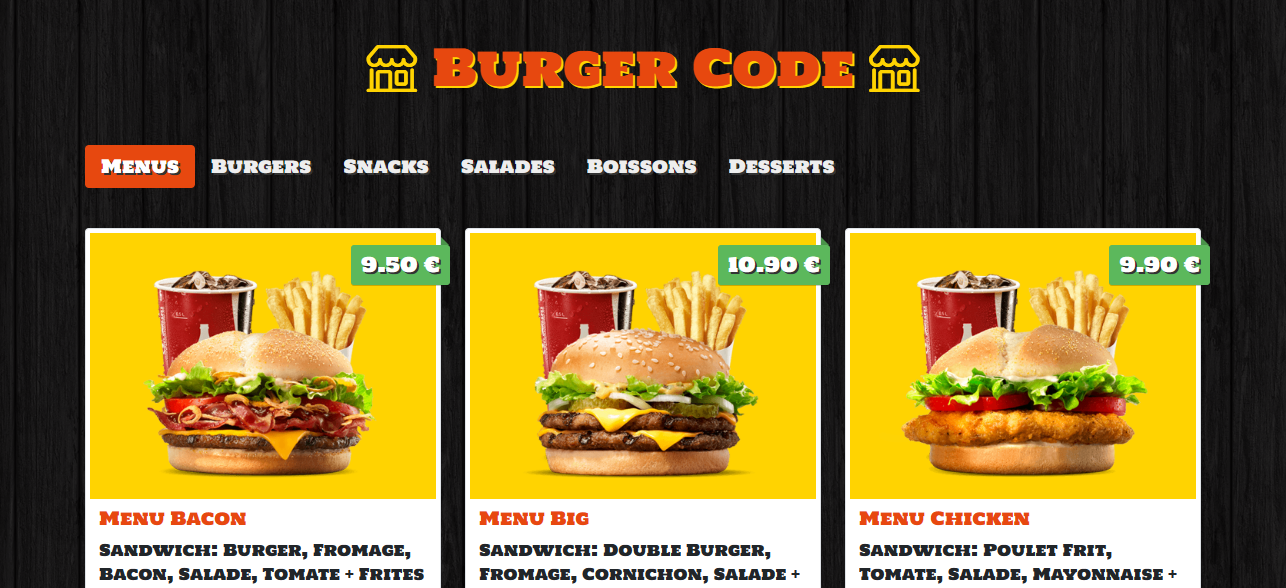 Burger Code
Menus Burgers Snacks Salades Boissons Desserts
9.50 €
10.90 €
9.90 €
Menu Bacon
Sandwich: Burger, Fromage,
Bacon, Salade, Tomate + Frites
Menu Big
Sandwich: Double Burger,
Fromage, Cornichon, Salade +
Menu Chicken
Sandwich: Poulet Frit,
Tomate, Salade, Mayonnaise +